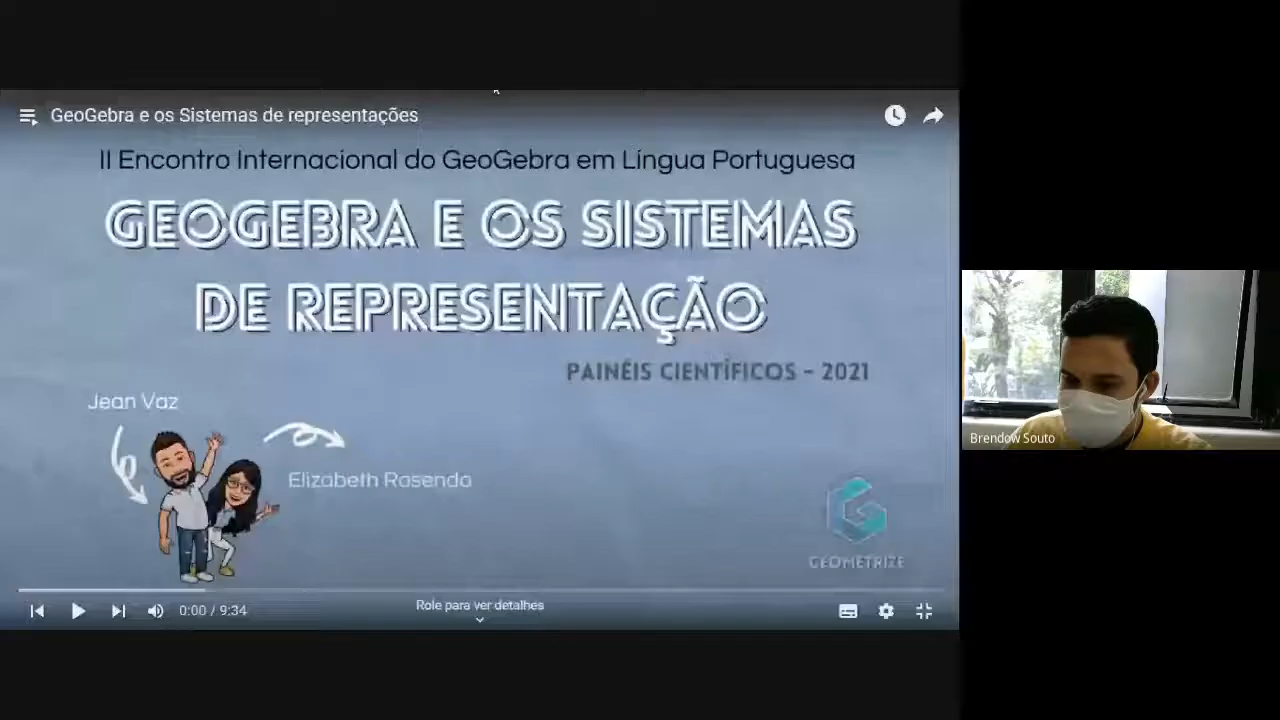 GeoGebra e os Sistemas de representações
II Encontro Internacional do GeoGebra em Língua Portuguesa
GEOGEBRA E OS SISTEMAS
DE REPRESENTAÇÃO
PAINÉIS CIENTÍFICOS - 2021
Jean Vaz
Elizabeth Rosendo
GEOMETRIZE
0:00 / 9:34
Role para ver detalhes
Brendow Souto